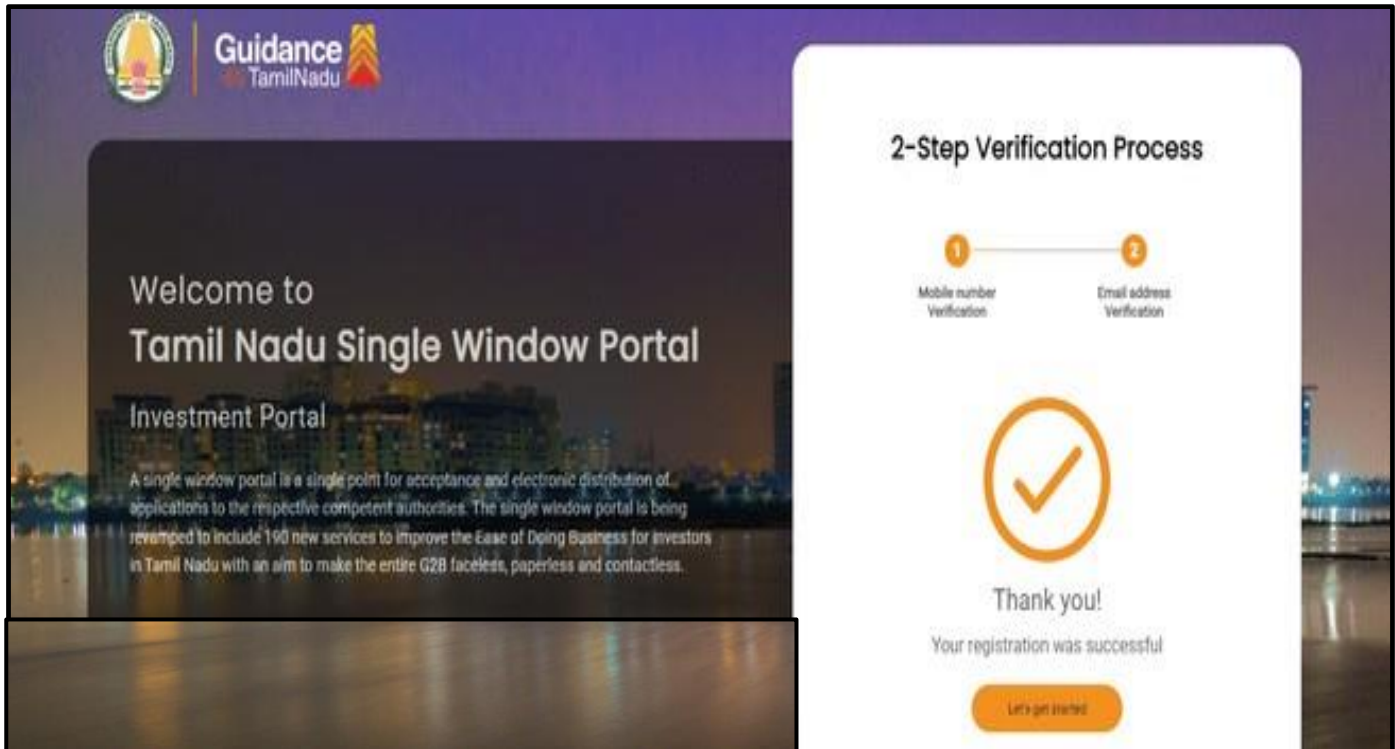 Guidance
TamilNadu
Welcome to
Tamil Nadu Single Window Portal
Investment Portal
A single window portal is a single point for acceptance and electronic distribution of
applications to the respective competent authorities. The single window portal is being
revamped to include 190 new services to improve the Ease of Doing Business for investors
in Tamil Nadu with an aim to make the entire G2B faceless, paperless and contactless.
2-Step Verification Process
1
2
Mobile number
Verification
Email address
Verification
Thank you!
Your registration was successful
Let's get started